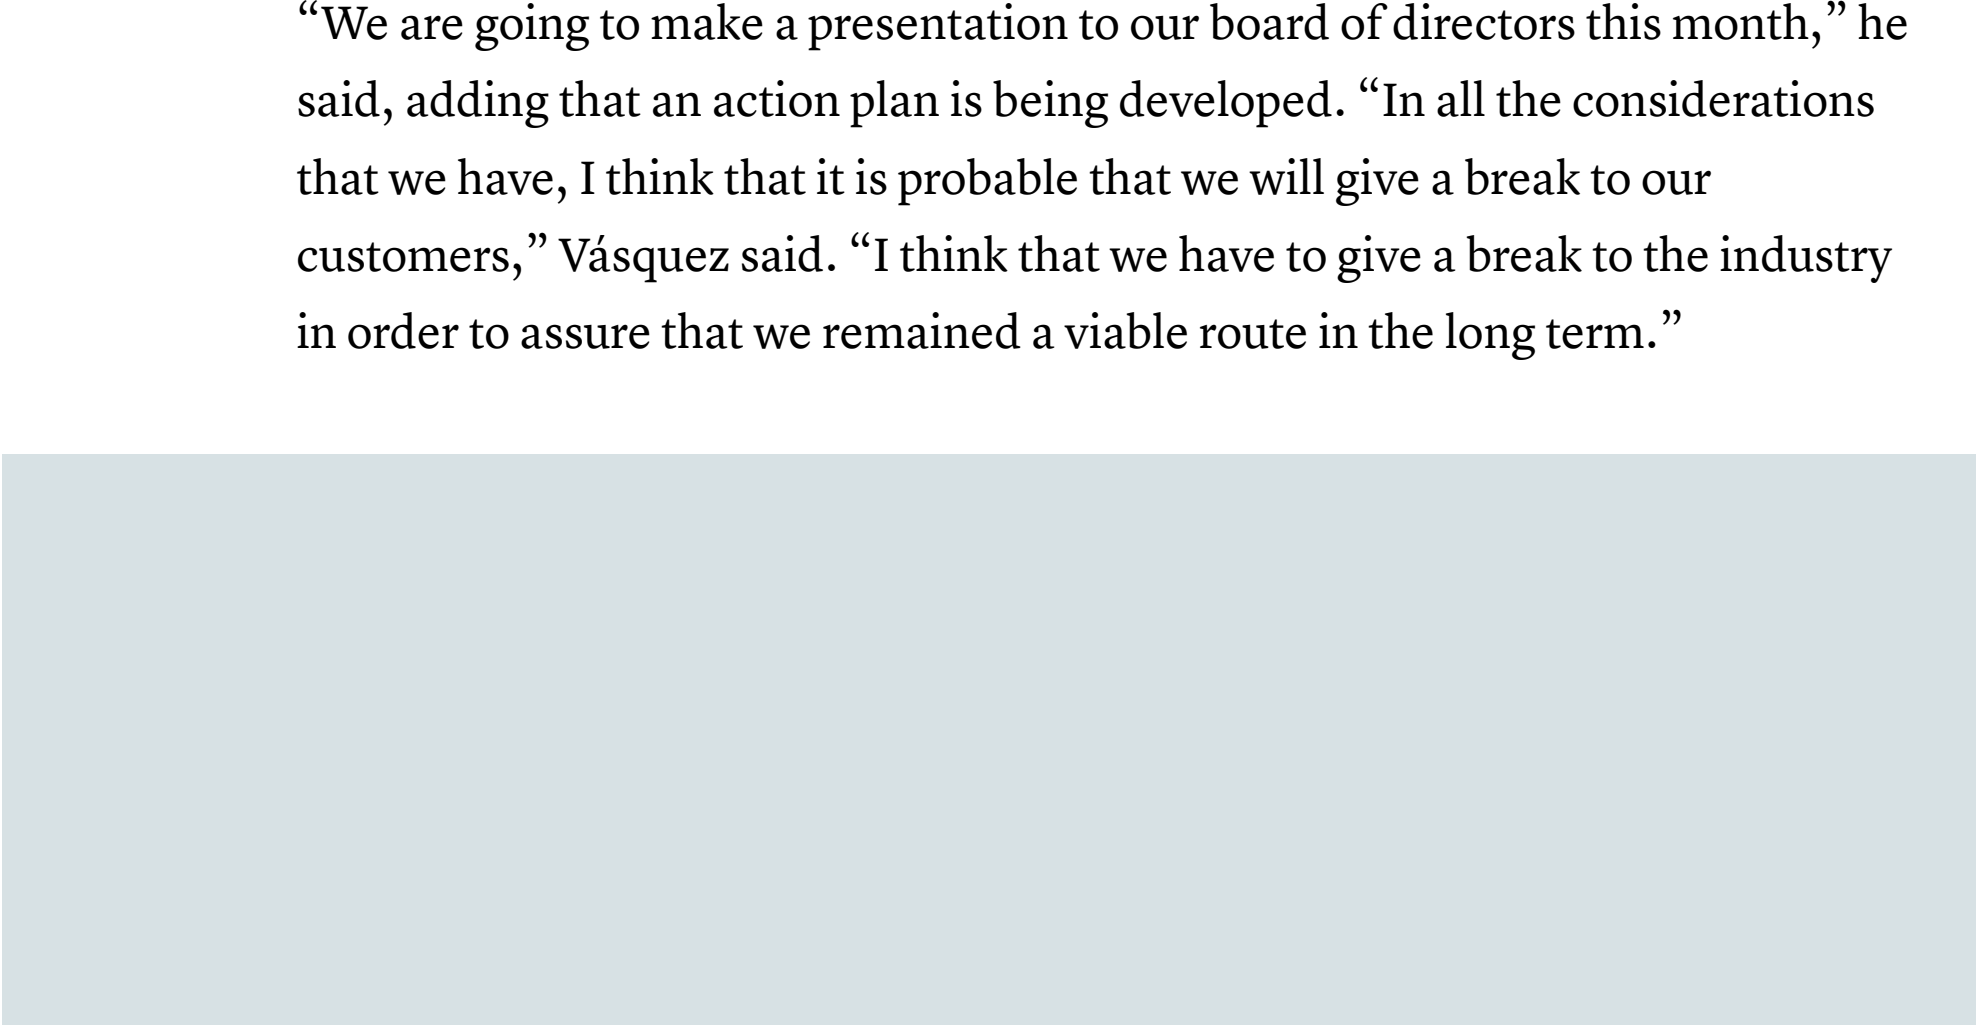 “We are going to make a presentation to our board of directors this month,” he
said, adding that an action plan is being developed. “In all the considerations
that we have, I think that it is probable that we will give a break to our
customers,” Vásquez said. “I think that we have to give a break to the industry
in order to assure that we remained a viable route in the long term.”